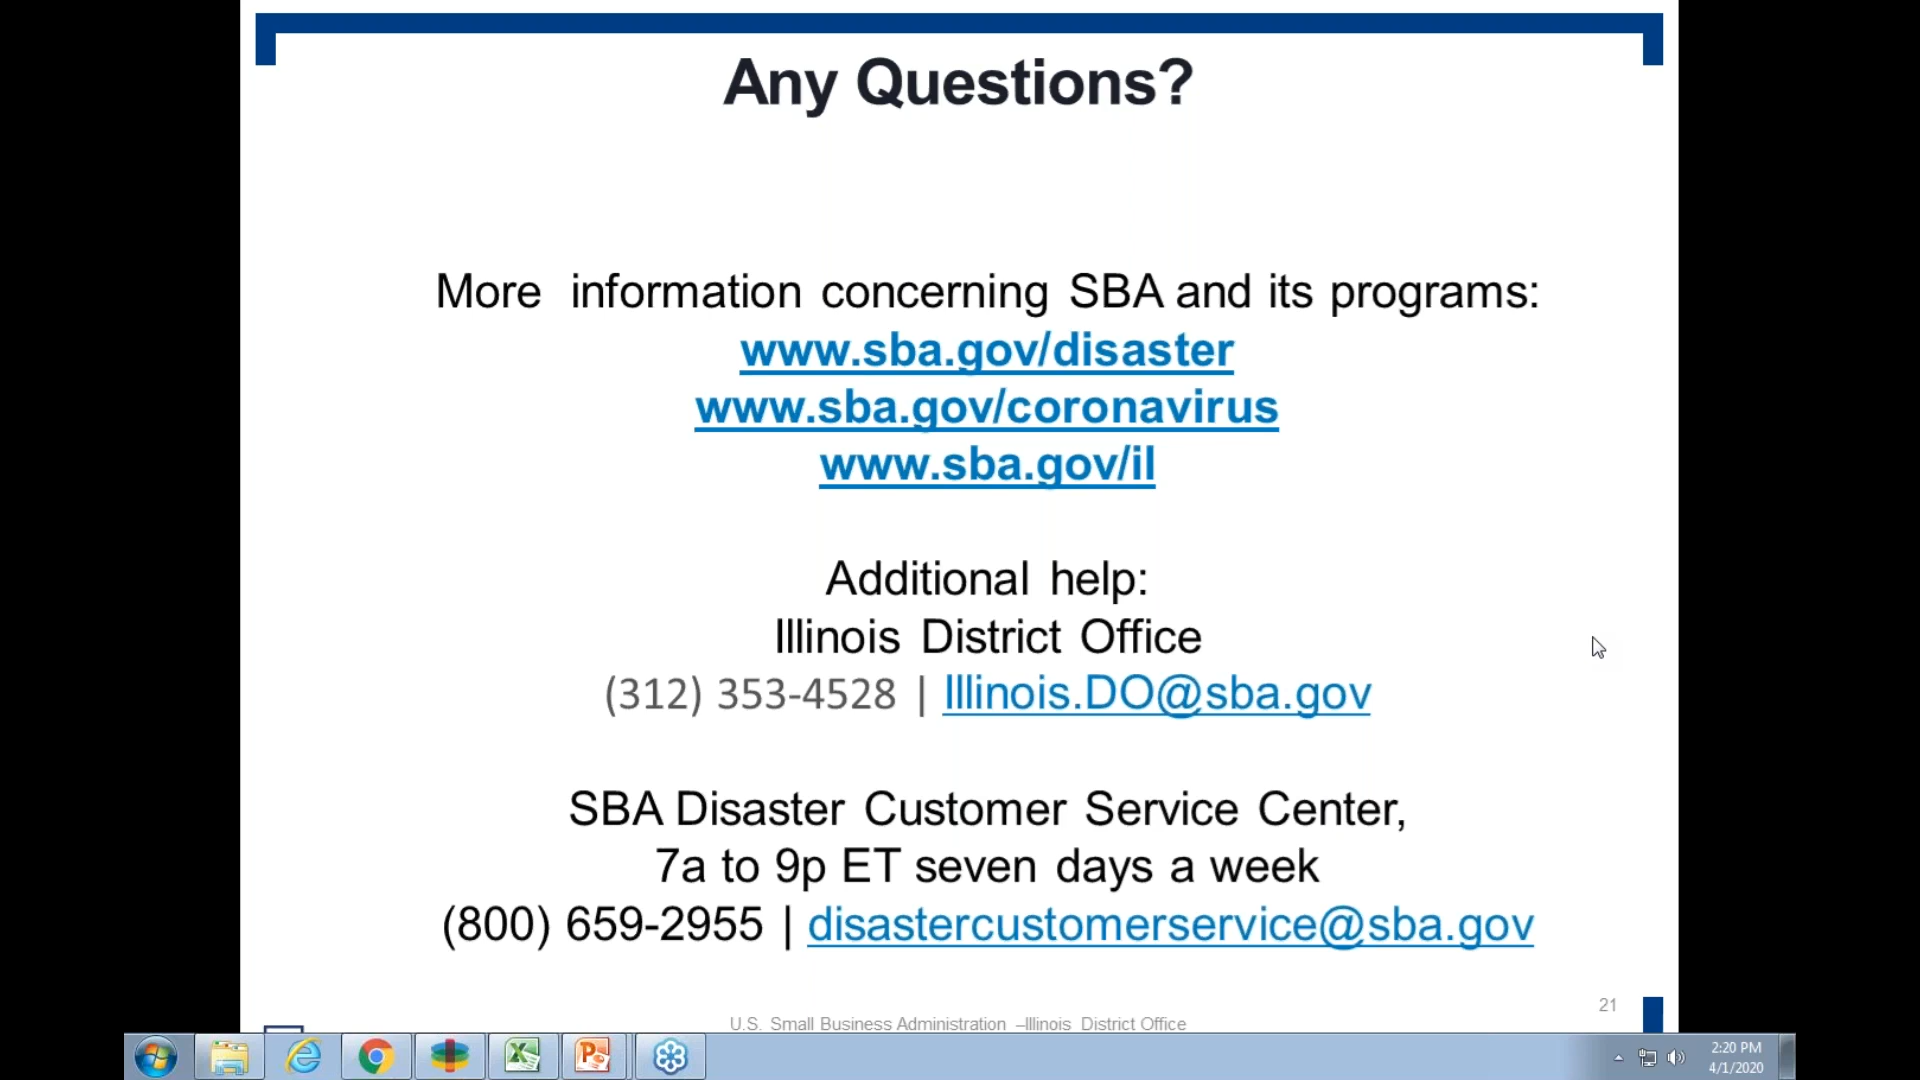 Any Questions?
More information concerning SBA and its programs:
www.sba.gov/disaster
www.sba.gov/coronavirus
www.sba.gov/il
Additional help:
Illinois District Office
(312) 353-4528 | Illinois.DO@sba.gov
SBA Disaster Customer Service Center,
7a to 9p ET seven days a week
(800) 659-2955 | disastercustomerservice@sba.gov
21
U.S. Small Business Administration –Illinois District Office
2:20 PM
4/1/2020